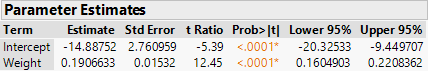 Parameter Estimates
Term Estimate Std Error t Ratio Prob>|t| Lower 95% Upper 95%
Intercept -14.88752 2.760959 -5.39 <.0001* -20.32533 -9.449707
Weight 0.1906633 0.01532 12.45 <.0001* 0.1604903 0.2208362